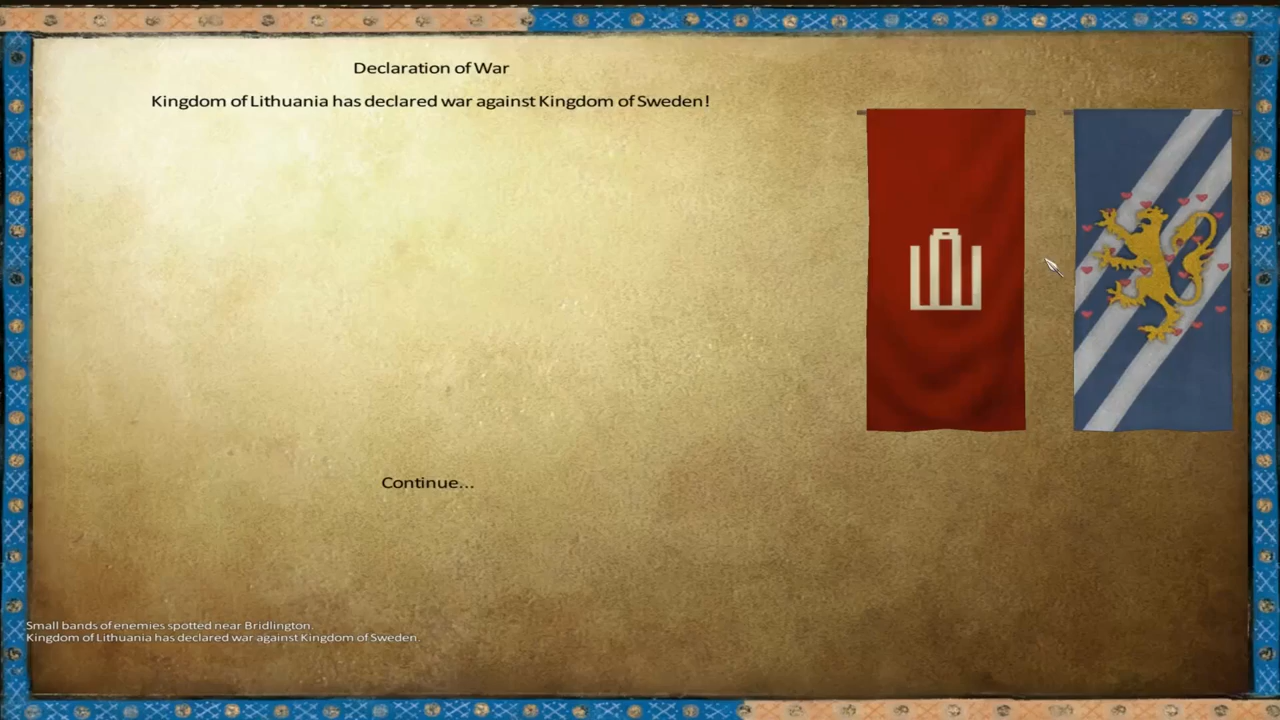 Declaration of War
Kingdom of Lithuania has declared war against Kingdom of Sweden!
Continue...
Small bands of enemies spotted near Bridlington.
Kingdom of Lithuania has declared war against Kingdom of Sweden.